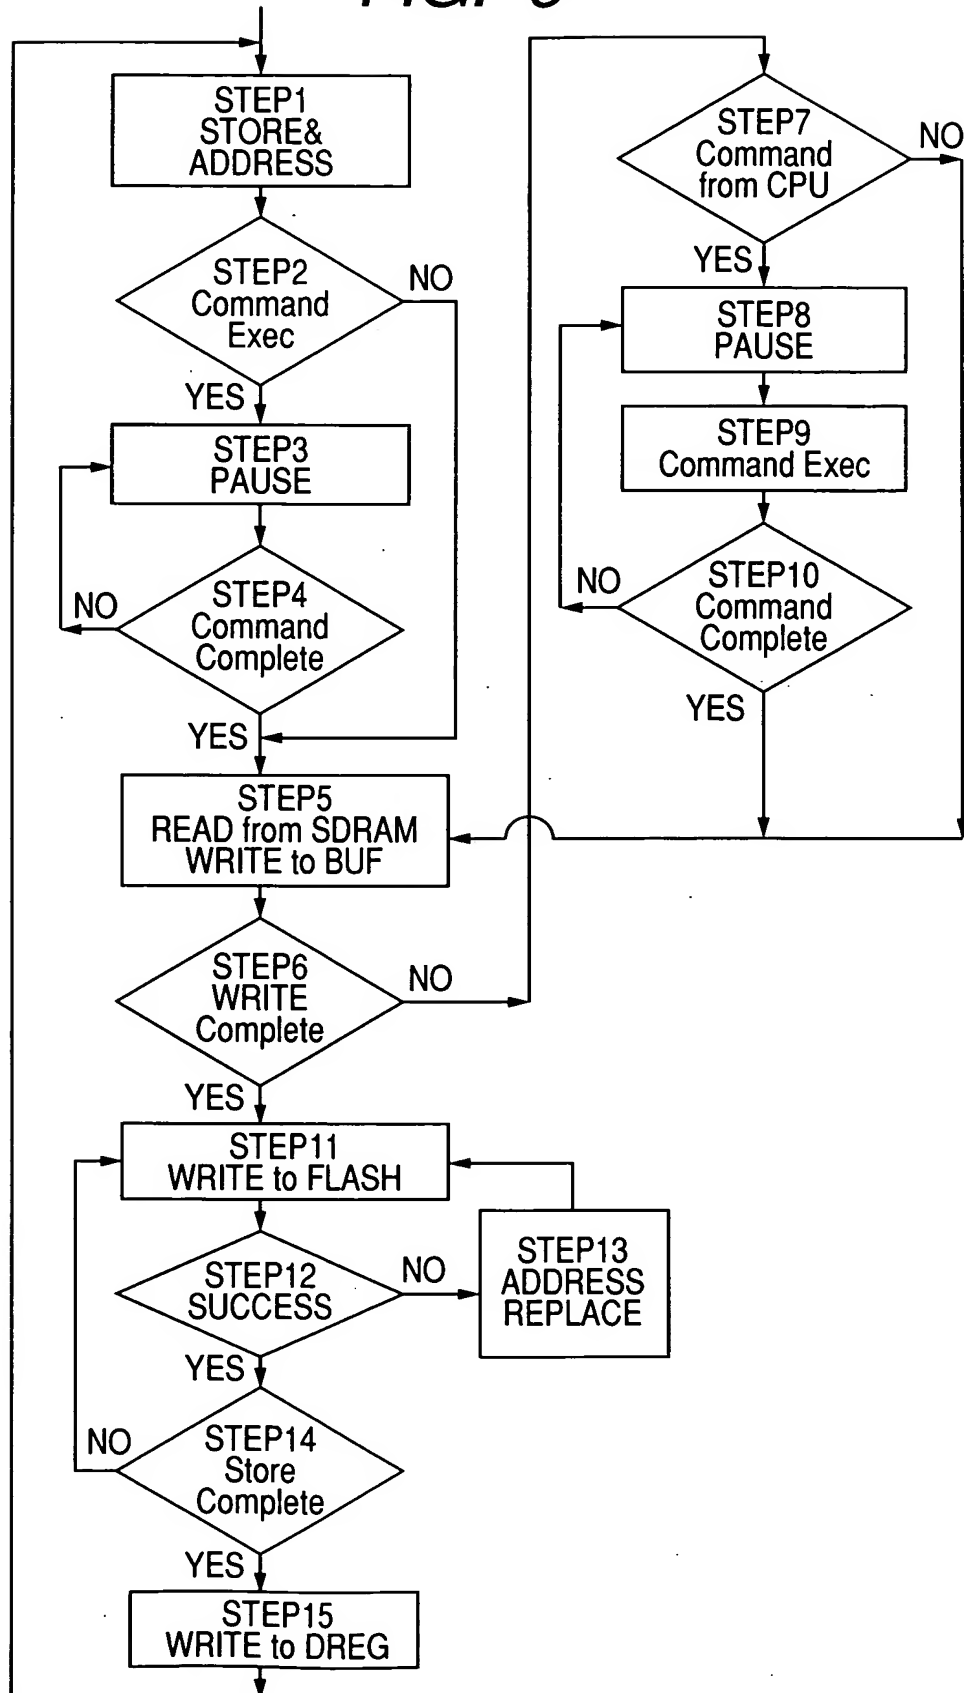 STEP1
STORE&
ADDRESS
STEP2
Command
Exec
NO
YES
STEP3
PAUSE
STEP4
Command
Complete
NO
YES
STEP5
READ from SDRAM
WRITE to BUF
STEP6
WRITE
Complete
NO
YES
STEP7
Command
from CPU
NO
YES
STEP8
PAUSE
STEP9
Command Exec
STEP10
Command
Complete
NO
YES
STEP11
WRITE to FLASH
STEP12
SUCCESS
NO
STEP13
ADDRESS
REPLACE
YES
STEP14
Store
Complete
NO
YES
STEP15
WRITE to DREG